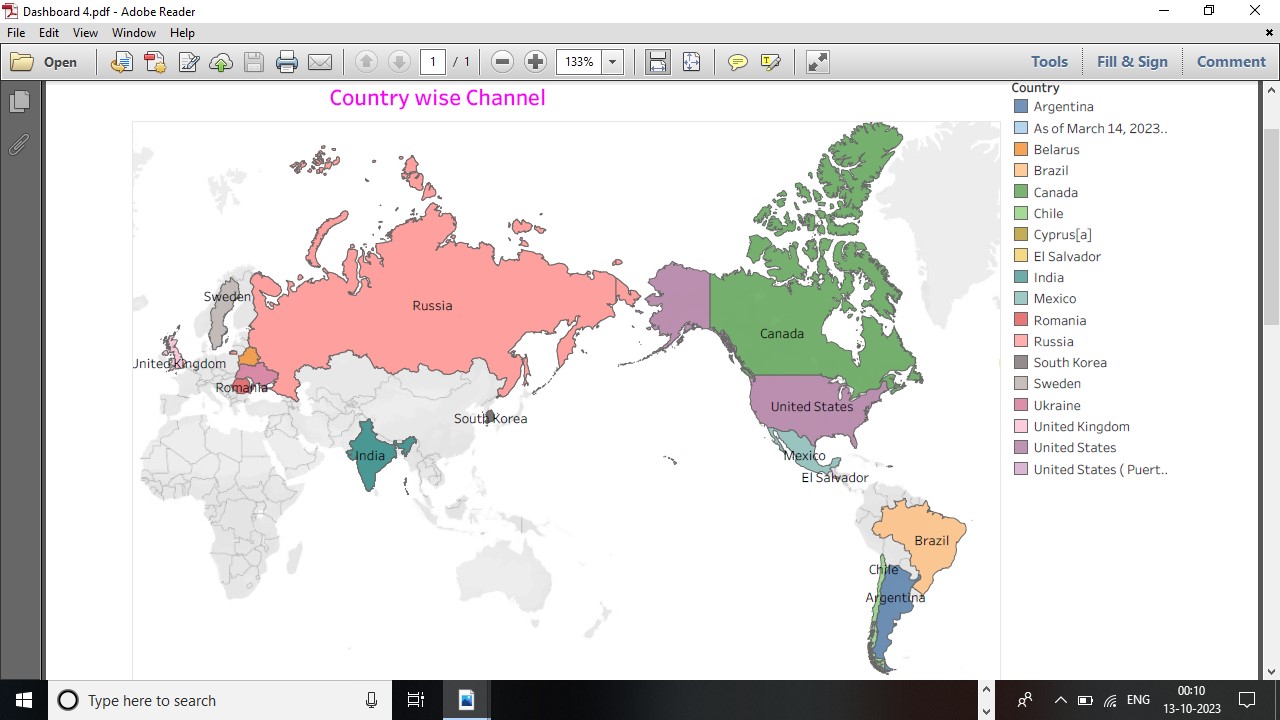 Dashboard 4.pdf - Adobe Reader
File Edit View Window Help
Open 1 / 1 133% Tools Fill & Sign Comment
Country wise Channel
Country
Argentina
As of March 14, 2023..
Belarus
Brazil
Canada
Chile
Cyprus[a]
El Salvador
India
Mexico
Romania
Russia
South Korea
Sweden
Ukraine
United Kingdom
United States
United States ( Puert..
Sweden
Russia
Canada
United Kingdom
Romania
United States
South Korea
India
Mexico
El Salvador
Brazil
Chile
Argentina
Type here to search
ENG
00:10
13-10-2023